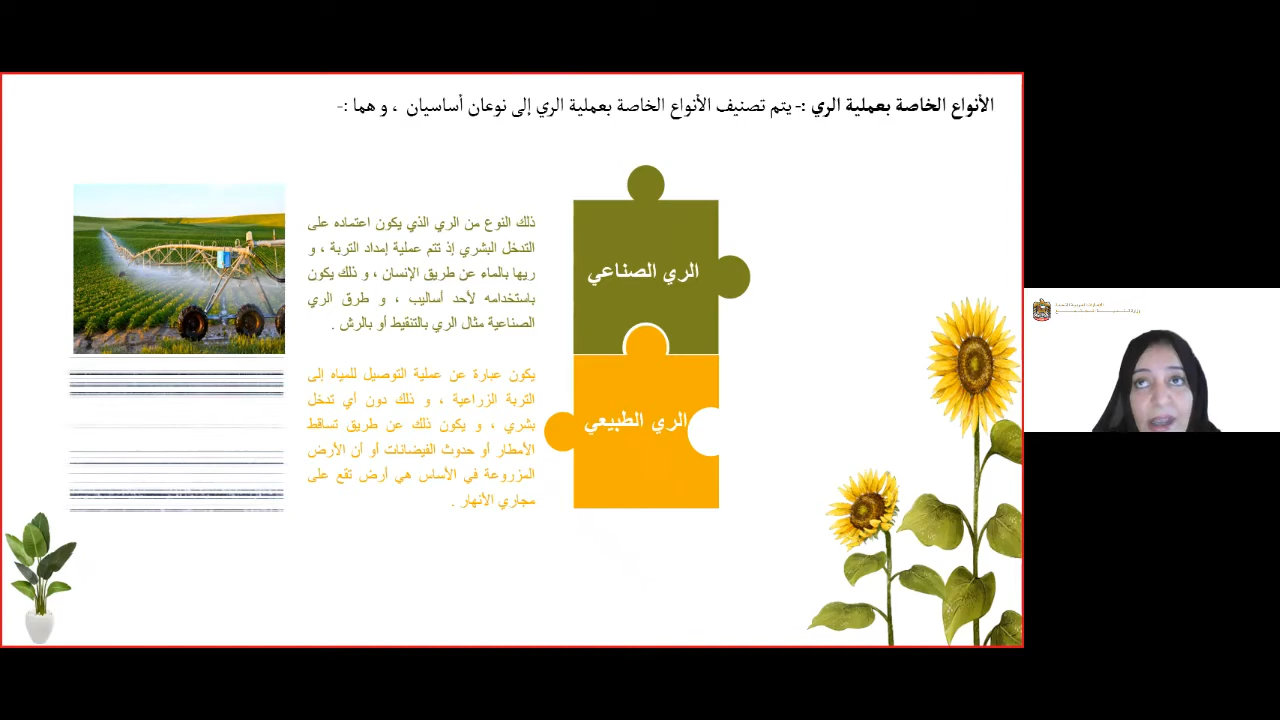 الأنواع الخاصة بعملية الري :- يتم تصنيف الأنواع الخاصة بعملية الري إلى نوعان أساسيان ، و هما :-
الري الصناعي
ذلك النوع من الري الذي يكون اعتماده على
التدخل البشري إذ تتم عملية إمداد التربة ، و
ريها بالماء عن طريق الإنسان ، و ذلك يكون
باستخدامه لأحد أساليب ، و طرق الري
الصناعية مثال الري بالتنقيط أو بالرش .
الري الطبيعي
يكون عبارة عن عملية التوصيل للمياه إلى
التربة الزراعية ، و ذلك دون أي تدخل
بشري ، و يكون ذلك عن طريق تساقط
الأمطار أو حدوث الفيضانات أو أن الأرض
المزروعة في الأساس هي أرض تقع على
مجاري الأنهار .